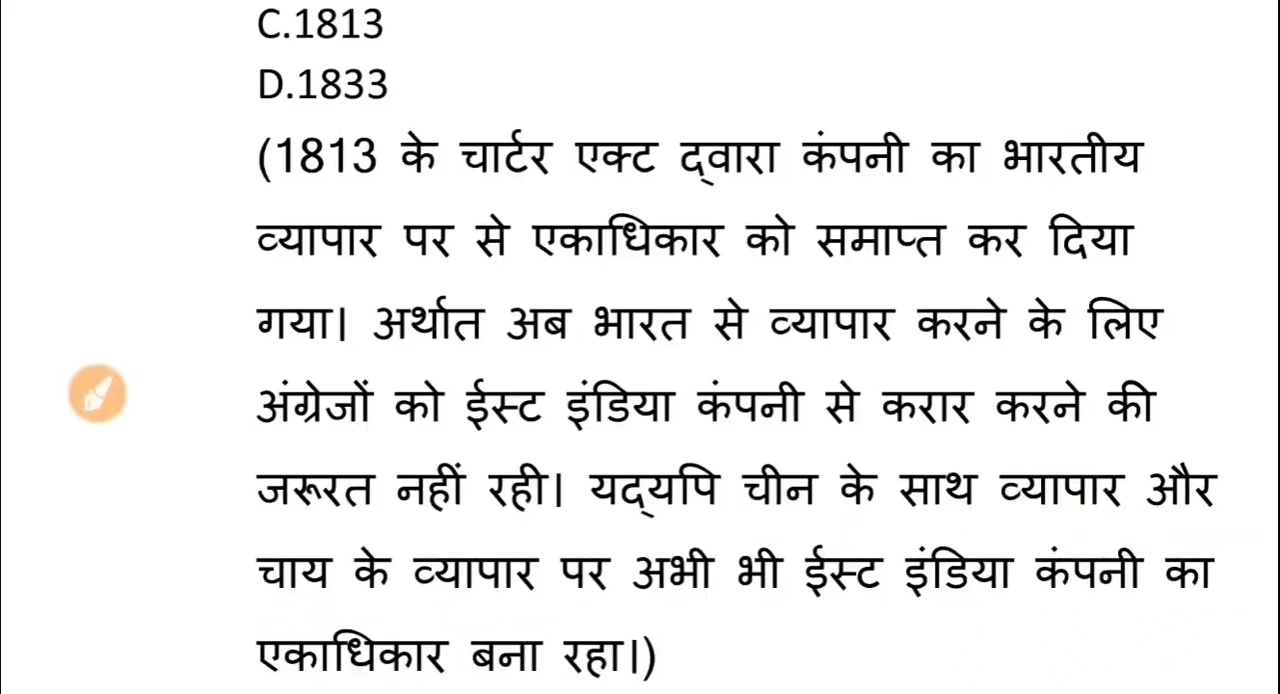 C.1813
D.1833
(1813 के चार्टर एक्ट द्वारा कंपनी का भारतीय
व्यापार पर से एकाधिकार को समाप्त कर दिया
गया। अर्थात अब भारत से व्यापार करने के लिए
अंग्रेजों को ईस्ट इंडिया कंपनी से करार करने की
जरूरत नहीं रही। यद्यपि चीन के साथ व्यापार और
चाय के व्यापार पर अभी भी ईस्ट इंडिया कंपनी का
एकाधिकार बना रहा।)